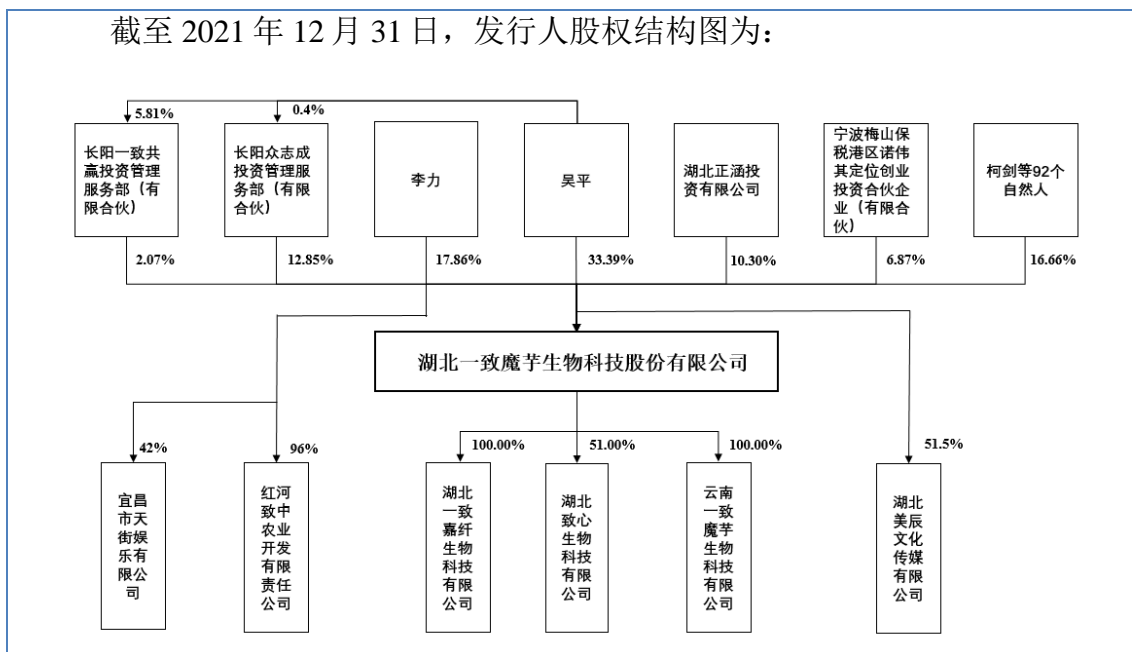 截至 2021 年 12 月 31 日，发行人股权结构图为：
5.81%
0.4%
长阳一致共
赢投资管理
服务部（有
限合伙）
长阳众志成
投资管理服
务部（有限
合伙）
李力
吴平
湖北正涵投
资有限公司
宁波梅山保
税港区诺伟
其定位创业
投资合伙企
业（有限合
伙）
柯剑等92个
自然人
2.07%
12.85%
17.86%
33.39%
10.30%
6.87%
16.66%
湖北一致魔芋生物科技股份有限公司
42%
96%
100.00%
51.00%
100.00%
51.5%
宜昌
市天
街娱
乐有
限公
司
红河
致中
农业
开发
有限
责任
公司
湖北
一致
嘉纤
生物
科技
有限
公司
湖北
致心
生物
科技
有限
公司
云南
一致
魔芋
生物
科技
有限
公司
湖北
美辰
文化
传媒
有限
公司